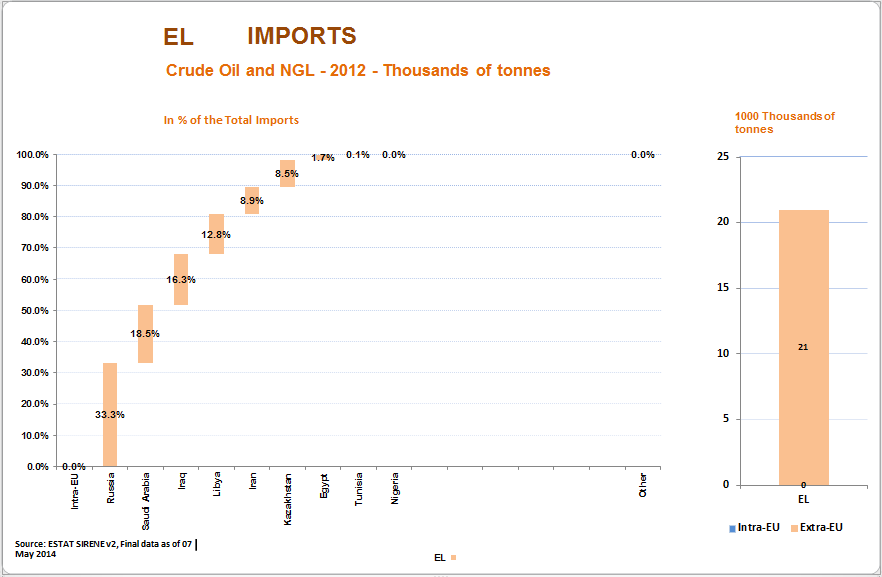 EL IMPORTS
Crude Oil and NGL - 2012 - Thousands of tonnes
In % of the Total Imports
1000 Thousands of
tonnes
100.0%
90.0%
80.0%
70.0%
60.0%
50.0%
40.0%
30.0%
20.0%
10.0%
0.0%
0.0%
33.3%
18.5%
16.3%
12.8%
8.9%
8.5%
1.7%
0.1%
0.0%
0.0%
Intra-EU
Russia
Saudi Arabia
Iraq
Libya
Iran
Kazakhstan
Egypt
Tunisia
Nigeria
Other
25
20
15
10
5
0
21
0
EL
Intra-EU Extra-EU
Source: ESTAT SIRENE v2, Final data as of 07
May 2014
EL